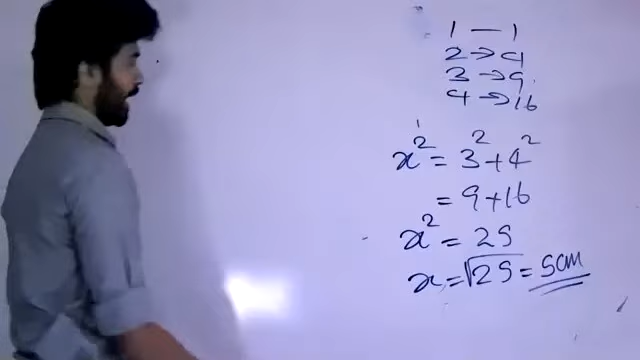 1 — 1
2 → 4
3 → 9
4 → 16
x² = 3² + 4²
= 9 + 16
x² = 25
x = √25 = 5cm